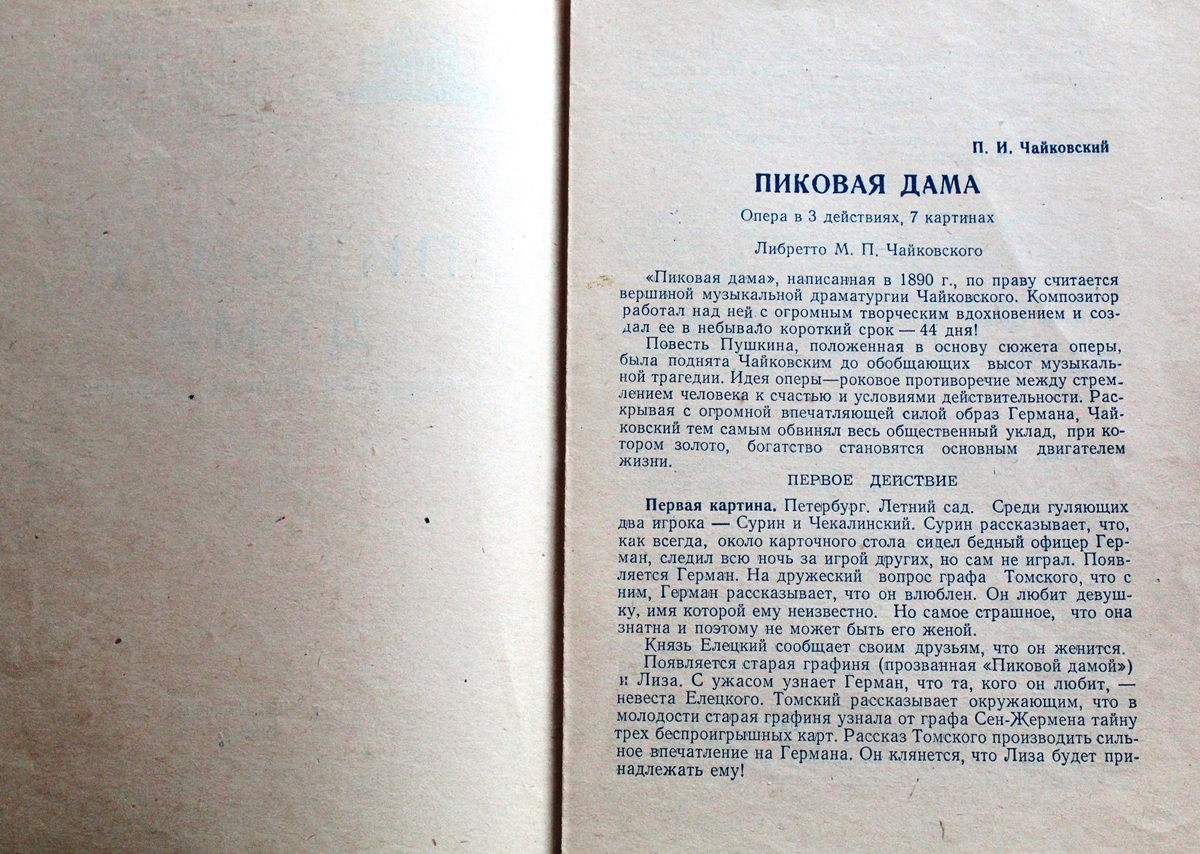 П. И. Чайковский
ПИКОВАЯ ДАМА
Опера в 3 действиях, 7 картинах
Либретто М. П. Чайковского
«Пиковая дама», написанная в 1890 г., по праву считается
вершиной музыкальной драматургии Чайковского. Композитор
работал над ней с огромным творческим вдохновением и соз-
дал ее в небывало короткий срок — 44 дня!
Повесть Пушкина, положенная в основу сюжета оперы,
была поднята Чайковским до обобщающих высот музыкаль-
ной трагедии. Идея оперы—роковое противоречие между стрем-
лением человека к счастью и условиями действительности. Рас-
крывая с огромной впечатляющей силой образ Германа, Чай-
ковский тем самым обвинял весь общественный уклад, при ко-
тором золото, богатство становятся основным двигателем
жизни.
ПЕРВОЕ ДЕЙСТВИЕ
Первая картина. Петербург. Летний сад. Среди гуляющих
два игрока — Сурин и Чекалинский. Сурин рассказывает, что,
как всегда, около карточного стола сидел бедный офицер Гер-
ман, следил всю ночь за игрой других, но сам не играл. Появ-
ляется Герман. На дружеский вопрос графа Томского, что с
ним, Герман рассказывает, что он влюблен. Он любит девуш-
ку, имя которой ему неизвестно. Но самое страшное, что она
знатна и поэтому не может быть его женой.
Князь Елецкий сообщает своим друзьям, что он женится.
Появляется старая графиня (прозванная «Пиковой дамой»)
и Лиза. С ужасом узнает Герман, что та, кого он любит, —
невеста Елецкого. Томский рассказывает окружающим, что в
молодости старая графиня узнала от графа Сен-Жермена тайну
трех беспроигрышных карт. Рассказ Томского производить силь-
ное впечатление на Германа. Он клянется, что Лиза будет при-
надлежать ему!